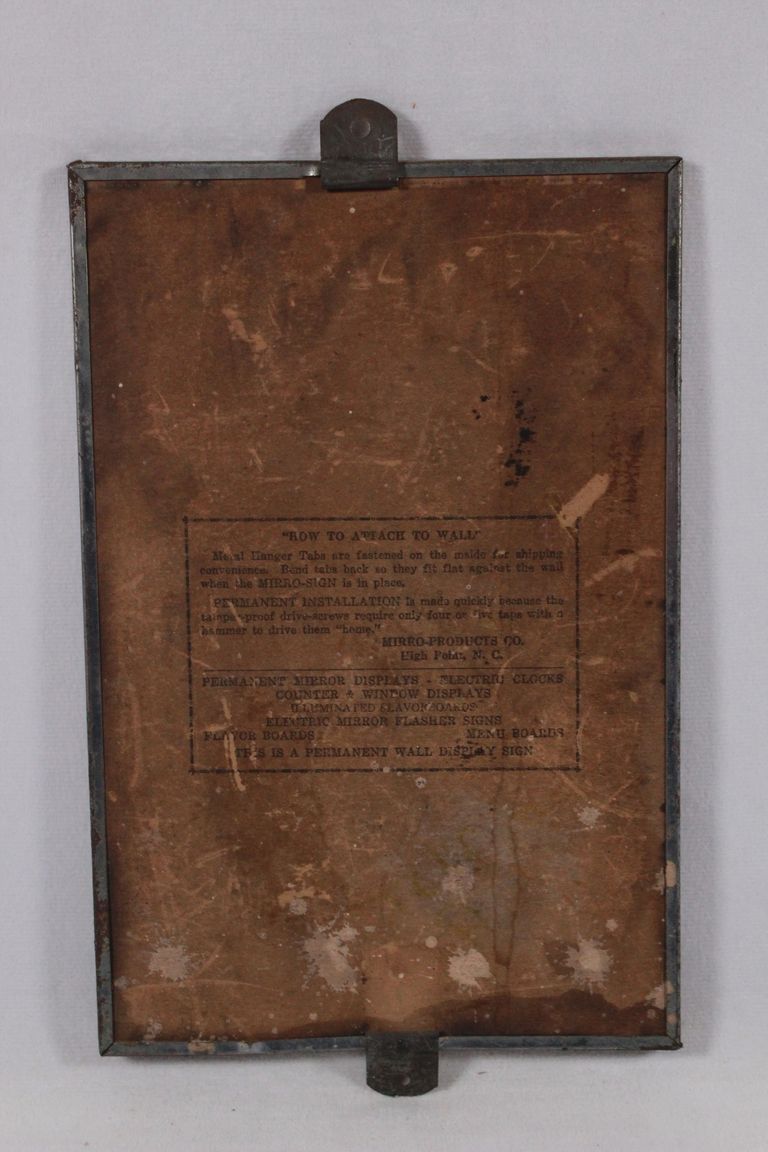 "HOW TO ATTACH TO WALL"
Metal Hanger Tabs are fastened on the inside for shipping
convenience. Bend tabs back so they fit flat against the wall
when the MIRRO-SIGN is in place.
PERMANENT INSTALLATION is made quickly because the
tamper-proof drive-screws require only four or five taps with a
hammer to drive them "home."
MIRRO-PRODUCTS CO.
High Point, N. C.
PERMANENT MIRROR DISPLAYS - ELECTRIC CLOCKS
COUNTER & WINDOW DISPLAYS
ILLUMINATED FLAVORBOARDS
ELECTRIC MIRROR FLASHER SIGNS
FLAVOR BOARDS MENU BOARDS
THIS IS A PERMANENT WALL DISPLAY SIGN